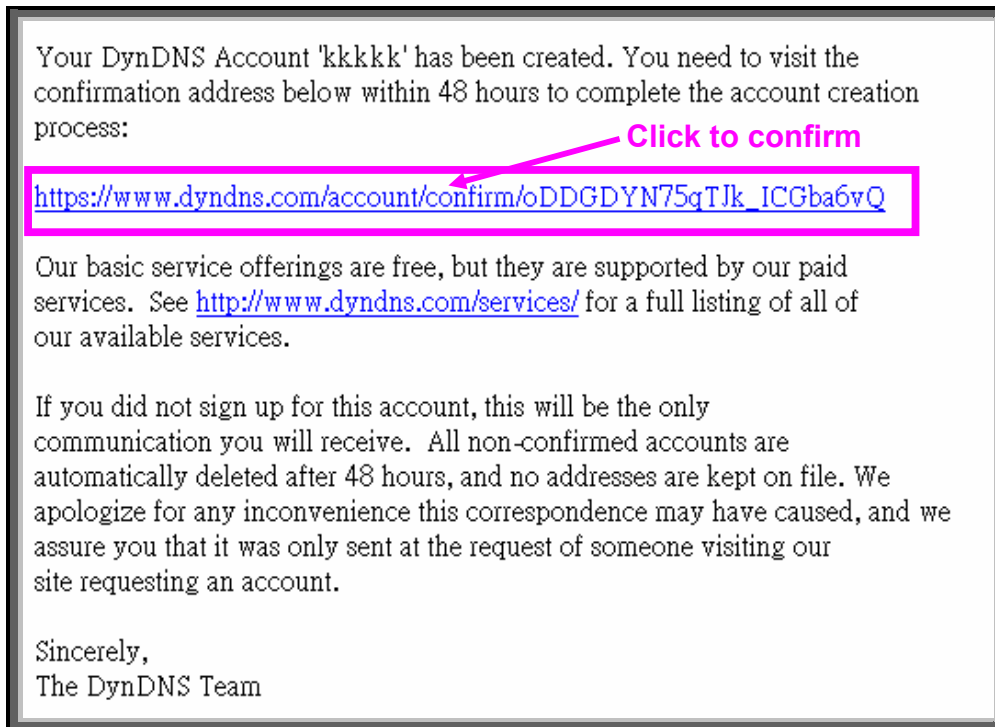 Your DynDNS Account 'kkkkk' has been created. You need to visit the
confirmation address below within 48 hours to complete the account creation
process:
Click to confirm
https://www.dyndns.com/account/confirm/oDDGDYN75qTJk_ICGba6vQ
Our basic service offerings are free, but they are supported by our paid
services.  See http://www.dyndns.com/services/ for a full listing of all of
our available services.
If you did not sign up for this account, this will be the only
communication you will receive.  All non-confirmed accounts are
automatically deleted after 48 hours, and no addresses are kept on file. We
apologize for any inconvenience this correspondence may have caused, and we
assure you that it was only sent at the request of someone visiting our
site requesting an account.
Sincerely,
The DynDNS Team